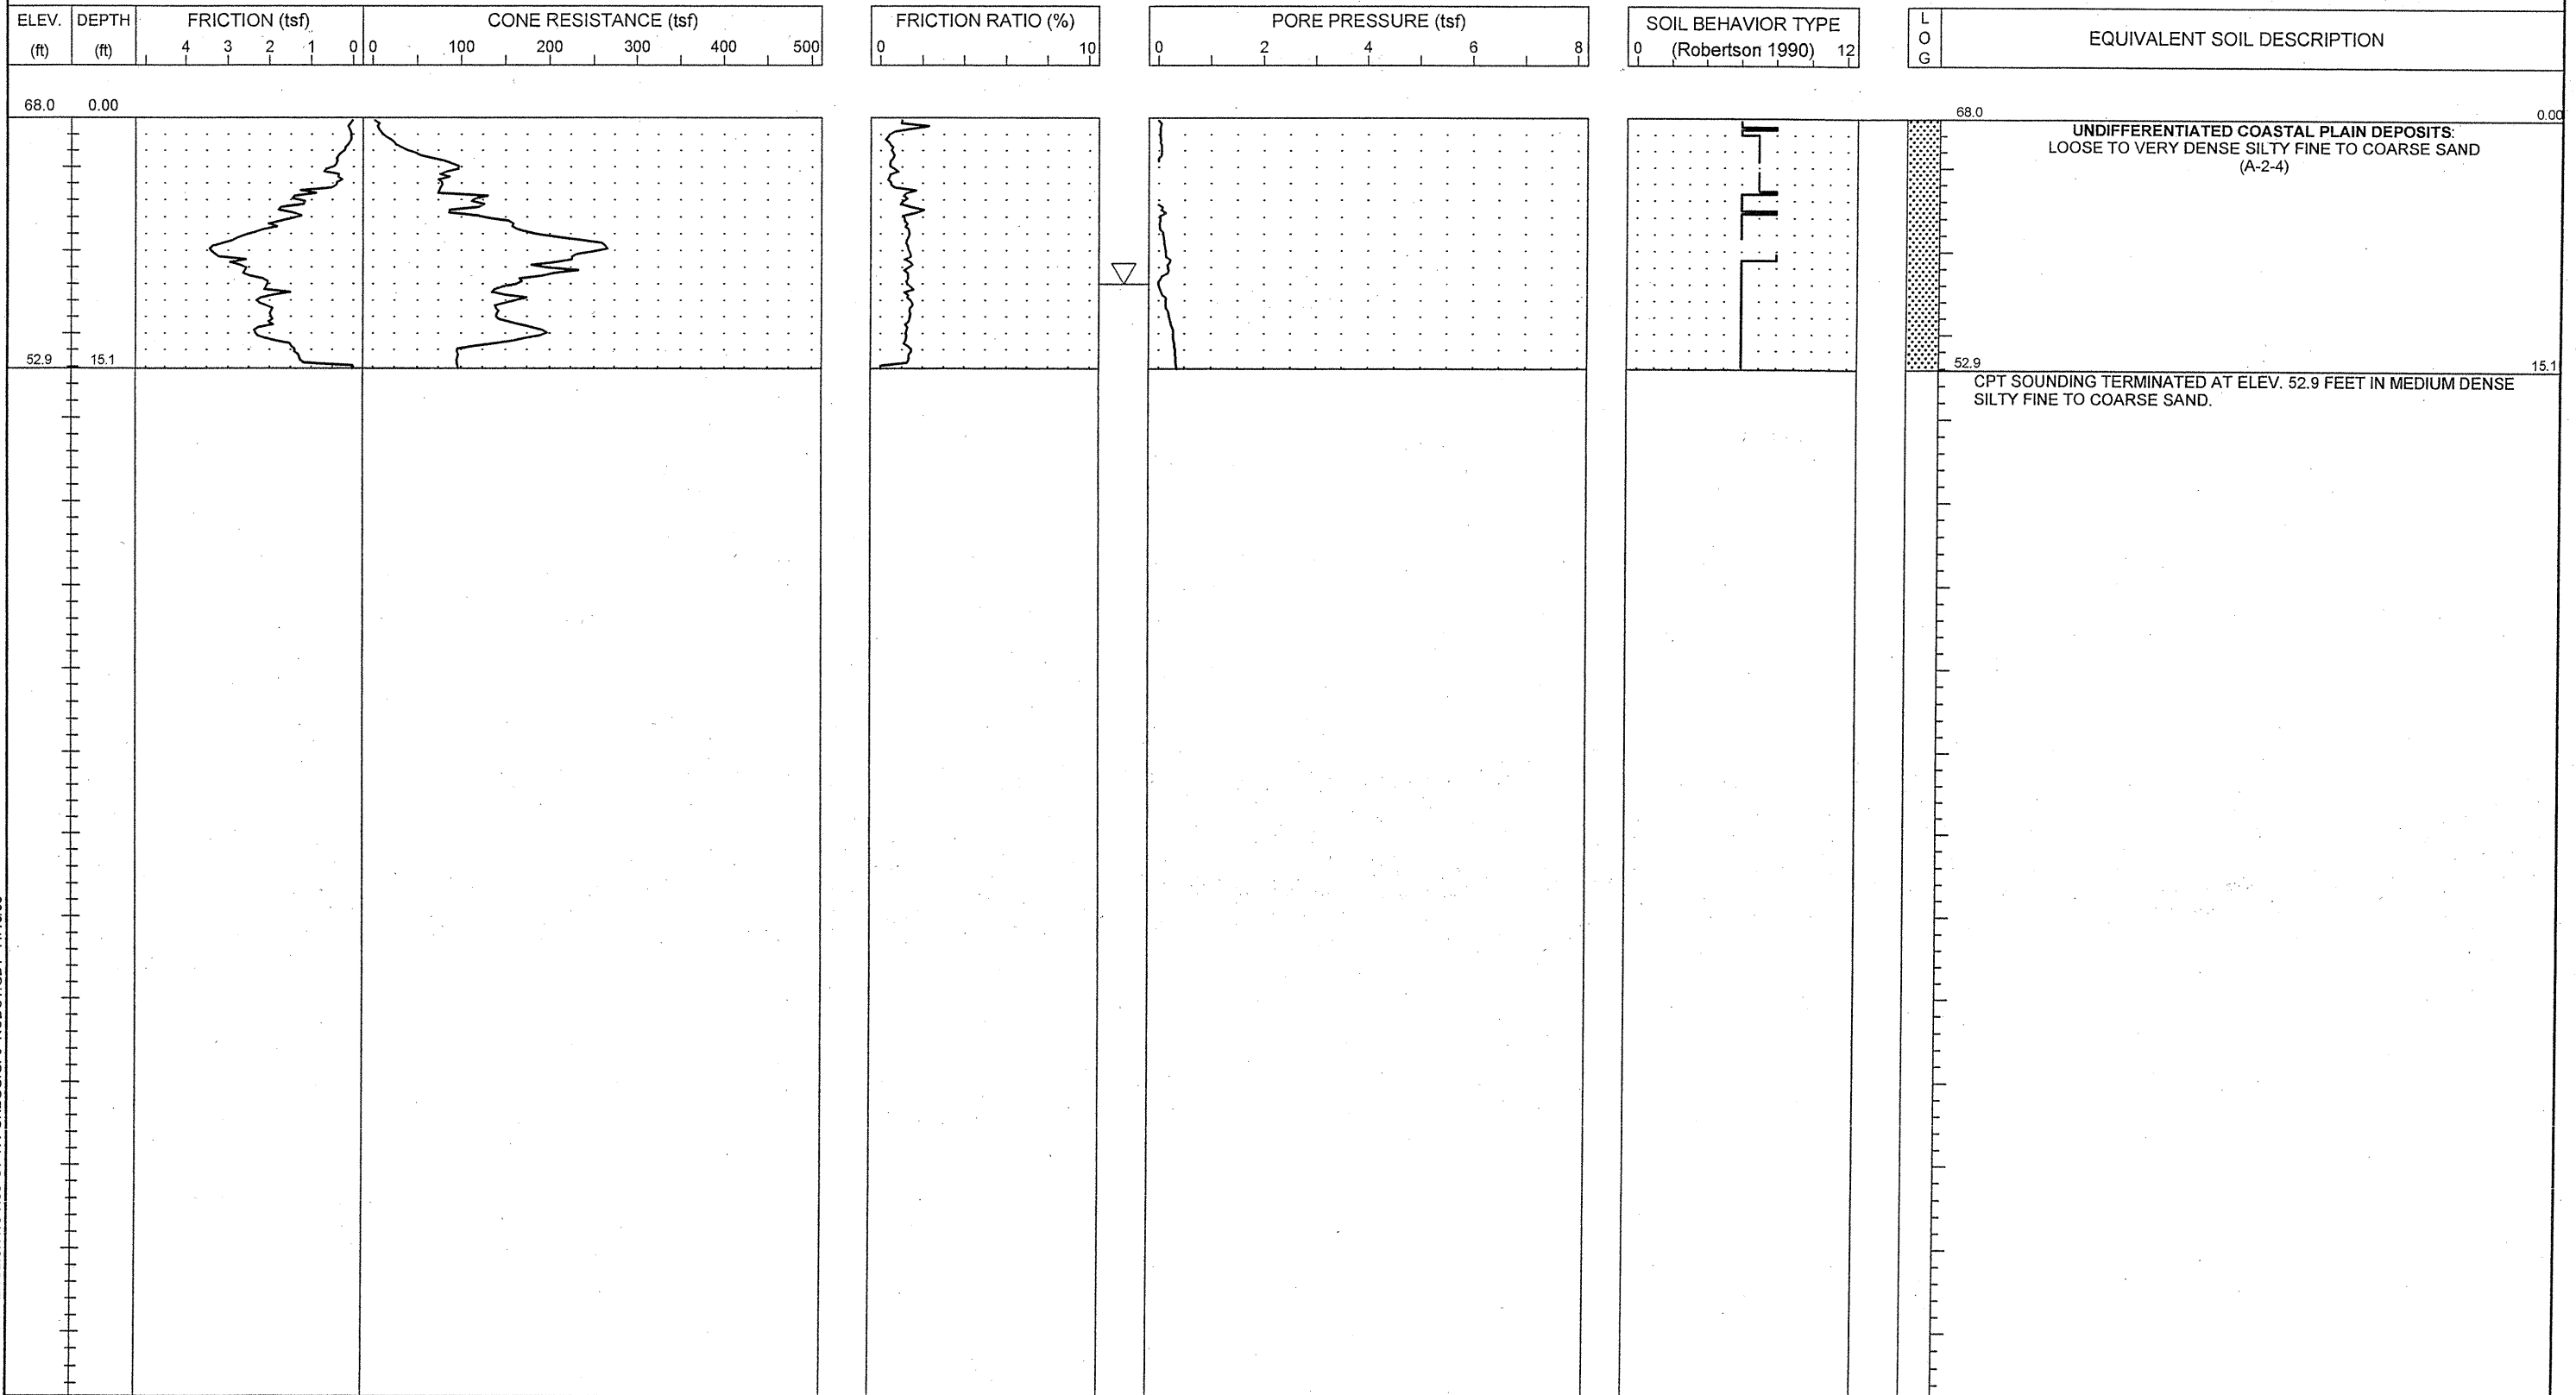 ELEV.
(ft)
DEPTH
(ft)
FRICTION (tsf)
4 3 2 1 0
CONE RESISTANCE (tsf)
0 100 200 300 400 500
FRICTION RATIO (%)
0 10
PORE PRESSURE (tsf)
0 2 4 6 8
SOIL BEHAVIOR TYPE
0 (Robertson 1990) 12
L
O
G
EQUIVALENT SOIL DESCRIPTION
68.0 0.00
68.0 0.00
UNDIFFERENTIATED COASTAL PLAIN DEPOSITS:
LOOSE TO VERY DENSE SILTY FINE TO COARSE SAND
(A-2-4)
52.9 15.1
52.9 15.1
CPT SOUNDING TERMINATED AT ELEV. 52.9 FEET IN MEDIUM DENSE
SILTY FINE TO COARSE SAND.